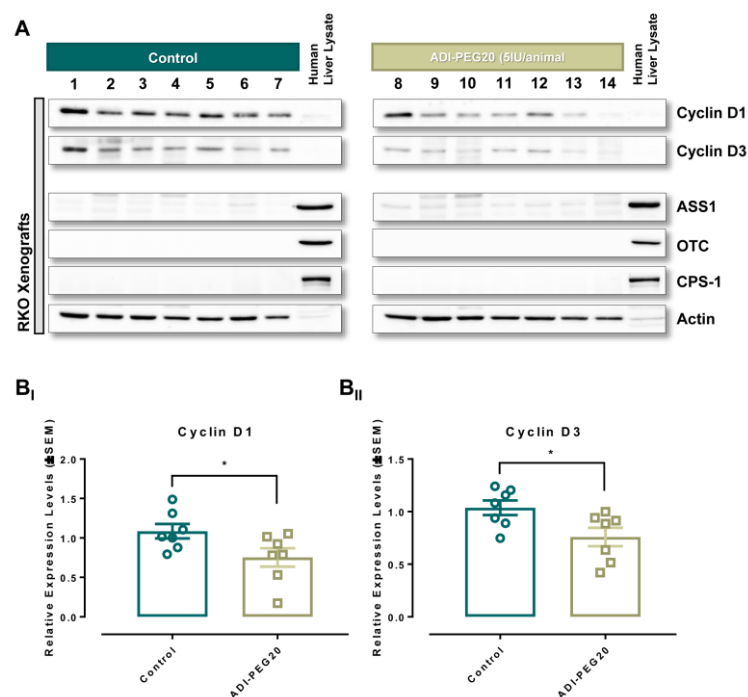 A
Control
Human
Liver Lysate
ADI-PEG20 (5IU/animal
Human
Liver Lysate
1 2 3 4 5 6 7
8 9 10 11 12 13 14
RKO Xenografts
Cyclin D1
Cyclin D3
ASS1
OTC
CPS-1
Actin
BI
Cyclin D1
Relative Expression Levels (±SEM)
2.0
1.5
1.0
0.5
0.0
*
Control
ADI-PEG20
BII
Cyclin D3
Relative Expression Levels (±SEM)
1.5
1.0
0.5
0.0
*
Control
ADI-PEG20